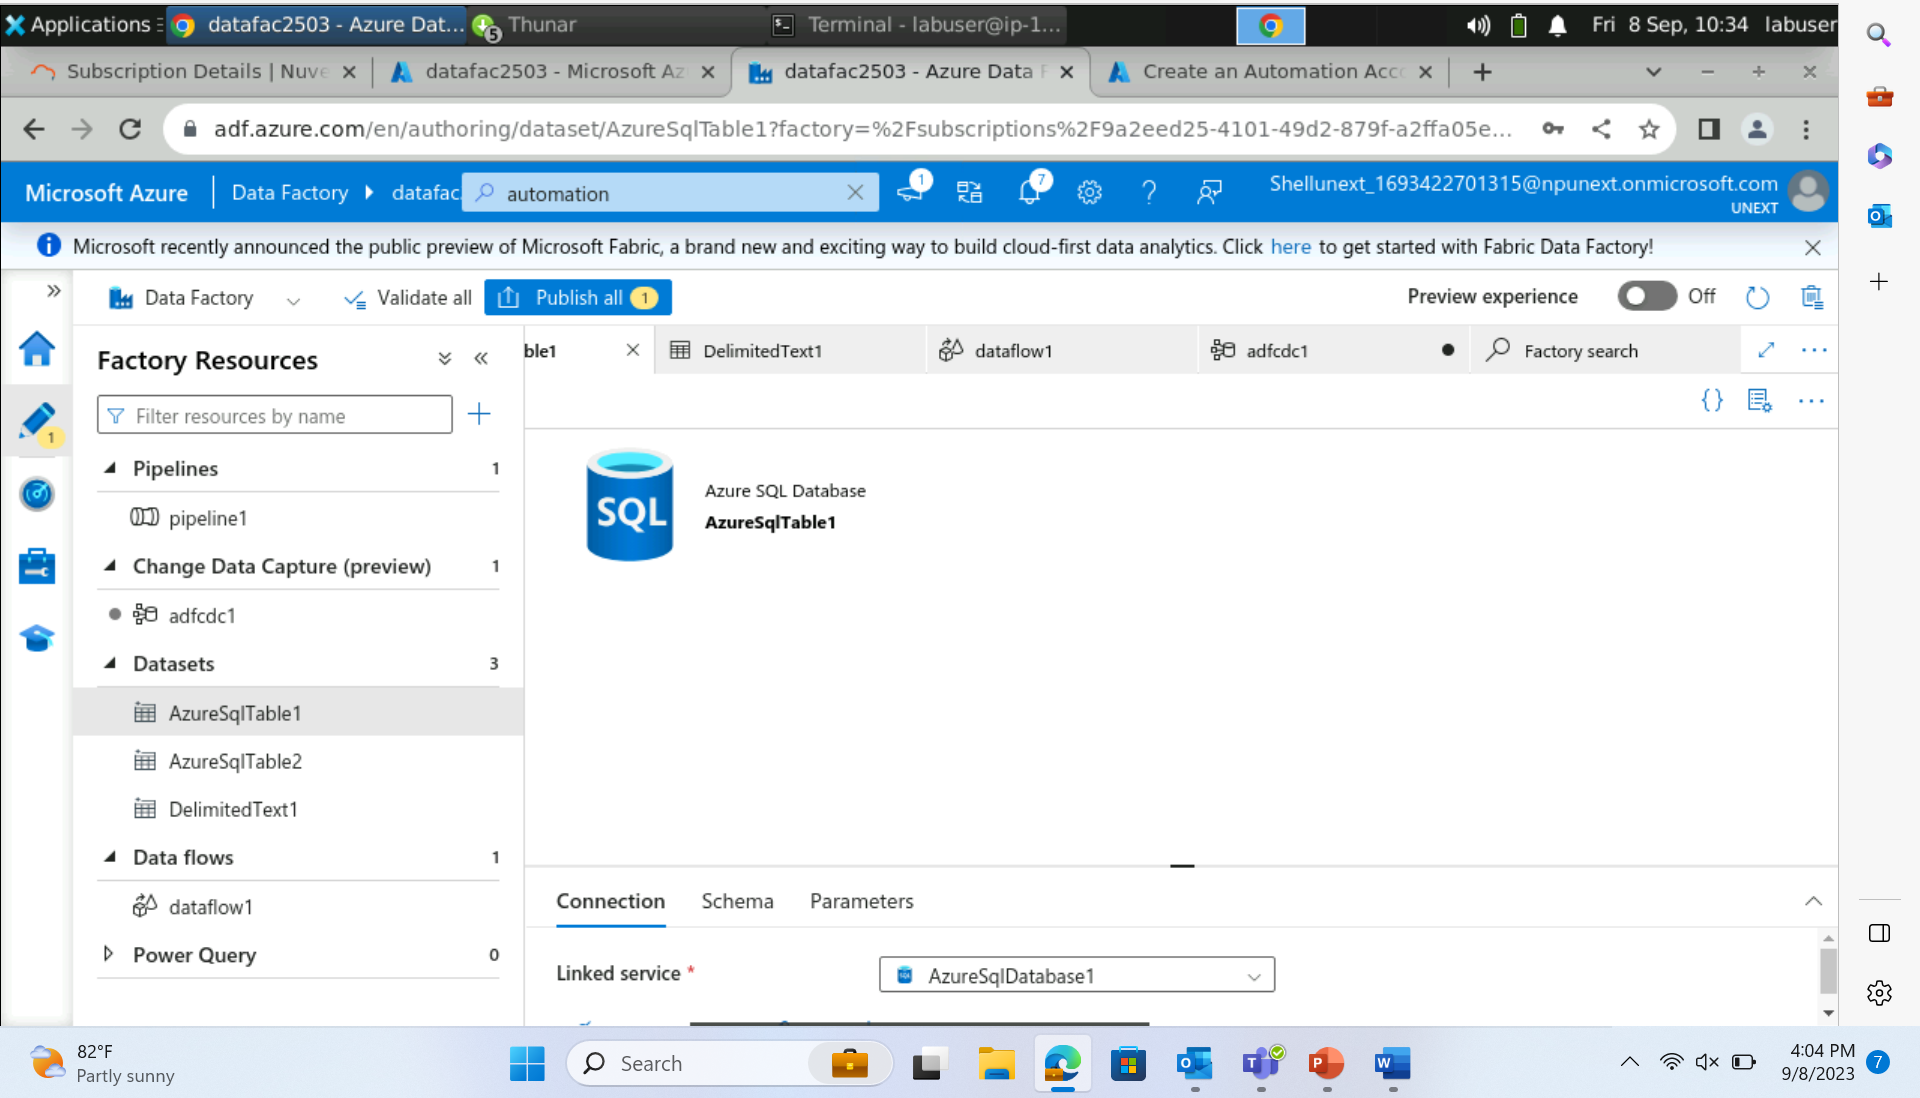 Applications
datafac2503 - Azure Dat...
5
Thunar
Terminal - labuser@ip-1...
Fri 8 Sep, 10:34 labuser
Subscription Details | Nuve
datafac2503 - Microsoft Az
datafac2503 - Azure Data F
Create an Automation Acco
adf.azure.com/en/authoring/dataset/AzureSqlTable1?factory=%2Fsubscriptions%2F9a2eed25-4101-49d2-879f-a2ffa05e...
Microsoft Azure
Data Factory
datafac
automation
1
7
Shellunext_1693422701315@npunext.onmicrosoft.com
UNEXT
Microsoft recently announced the public preview of Microsoft Fabric, a brand new and exciting way to build cloud-first data analytics. Click here to get started with Fabric Data Factory!
Data Factory
Validate all
Publish all 1
Preview experience
Off
Factory Resources
ble1
DelimitedText1
dataflow1
adfcdc1
Factory search
Filter resources by name
1
Pipelines 1
pipeline1
Change Data Capture (preview) 1
adfcdc1
Datasets 3
AzureSqlTable1
AzureSqlTable2
DelimitedText1
Data flows 1
dataflow1
Power Query 0
SQL
Azure SQL Database
AzureSqlTable1
Connection
Schema
Parameters
Linked service *
AzureSqlDatabase1
82°F
Partly sunny
Search
4:04 PM
9/8/2023
7